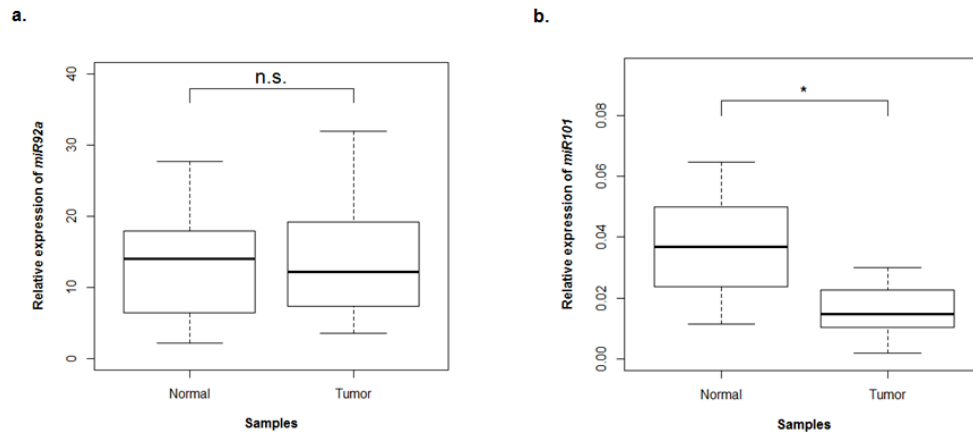 a.
Relative expression of miR92a
40
30
20
10
0
n.s.
Normal Tumor
Samples
b.
Relative expression of miR101
0.08
0.06
0.04
0.02
0.00
*
Normal Tumor
Samples